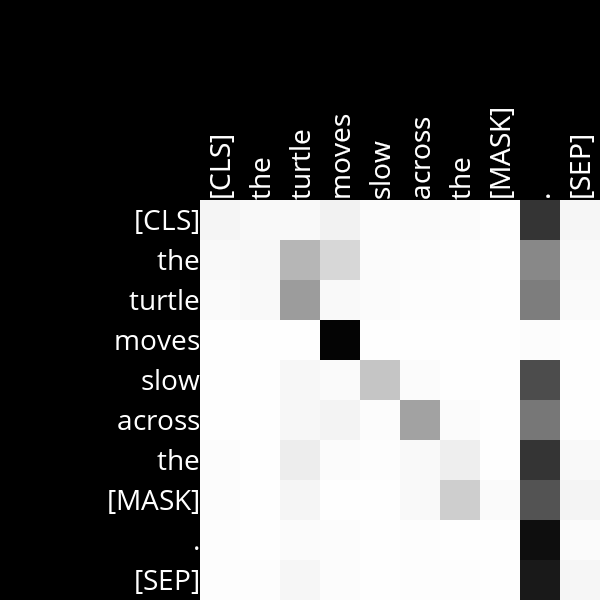 [CLS] the turtle moves slow across the [MASK] . [SEP]
[CLS]
the
turtle
moves
slow
across
the
[MASK]
.
[SEP]